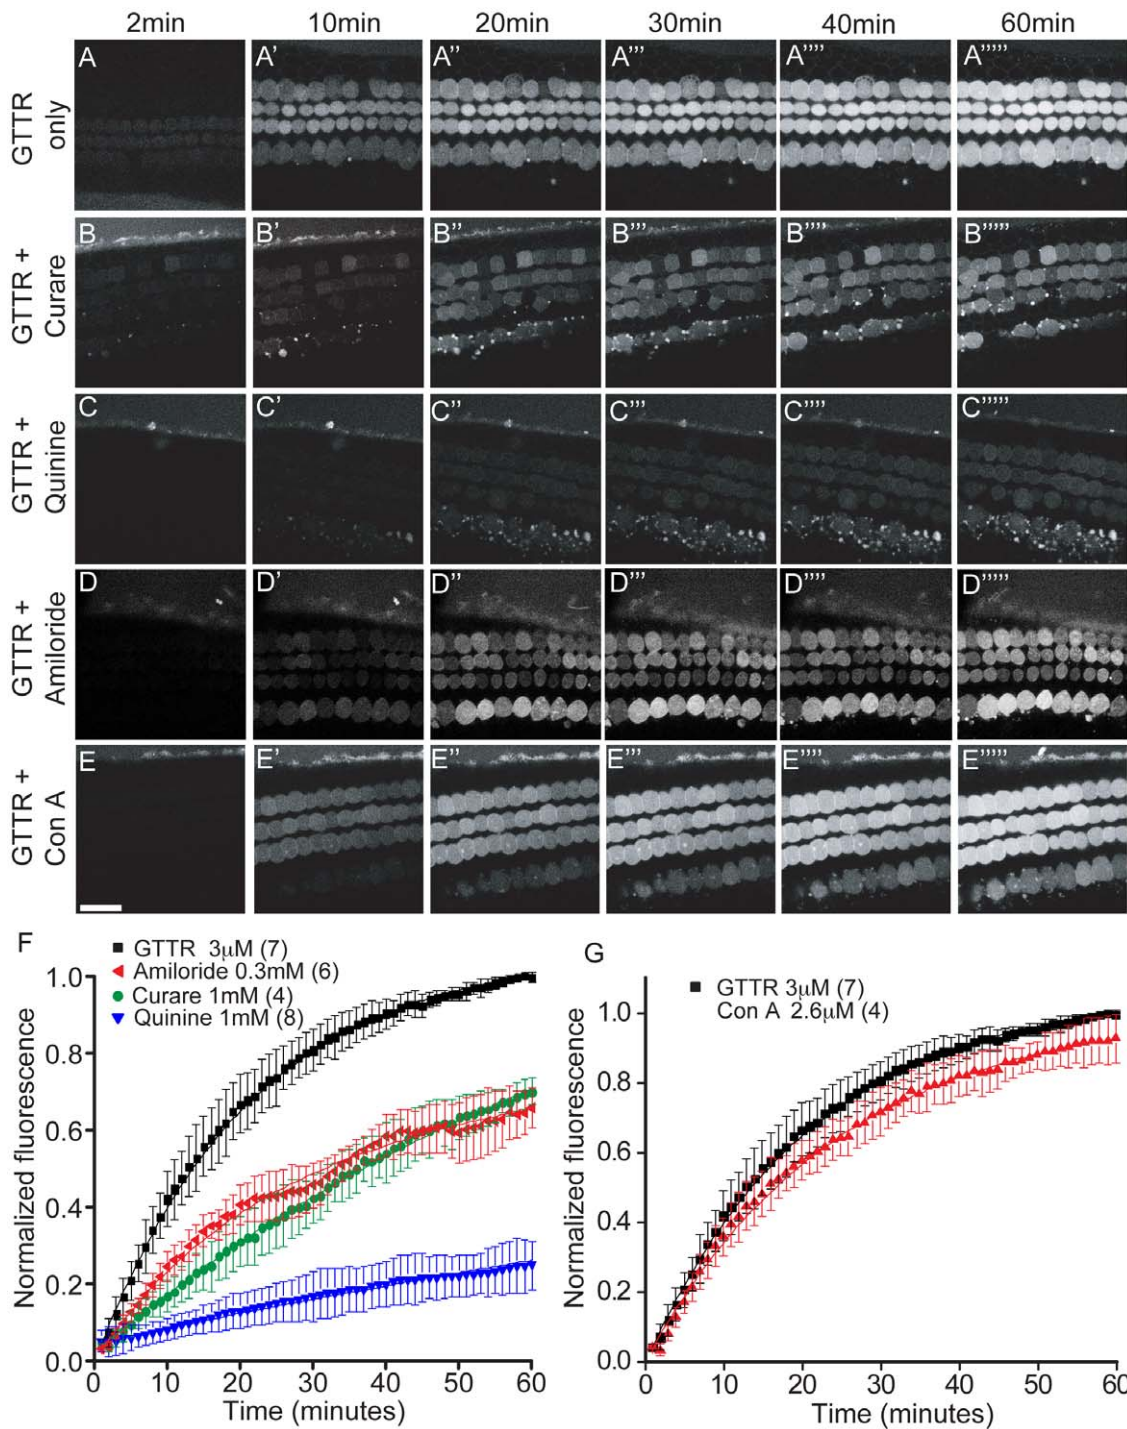 2min 10min 20min 30min 40min 60min
GTTR only
A A' A'' A''' A'''' A'''''
GTTR + Curare
B B' B'' B''' B'''' B'''''
GTTR + Quinine
C C' C'' C''' C'''' C'''''
GTTR + Amiloride
D D' D'' D''' D'''' D'''''
GTTR + Con A
E E' E'' E''' E'''' E'''''
F
GTTR 3μM (7)
Amiloride 0.3mM (6)
Curare 1mM (4)
Quinine 1mM (8)
Normalized fluorescence
1.0
0.8
0.6
0.4
0.2
0.0
0 10 20 30 40 50 60
Time (minutes)
G
GTTR 3μM (7)
Con A 2.6μM (4)
Normalized fluorescence
1.0
0.8
0.6
0.4
0.2
0.0
0 10 20 30 40 50 60
Time (minutes)